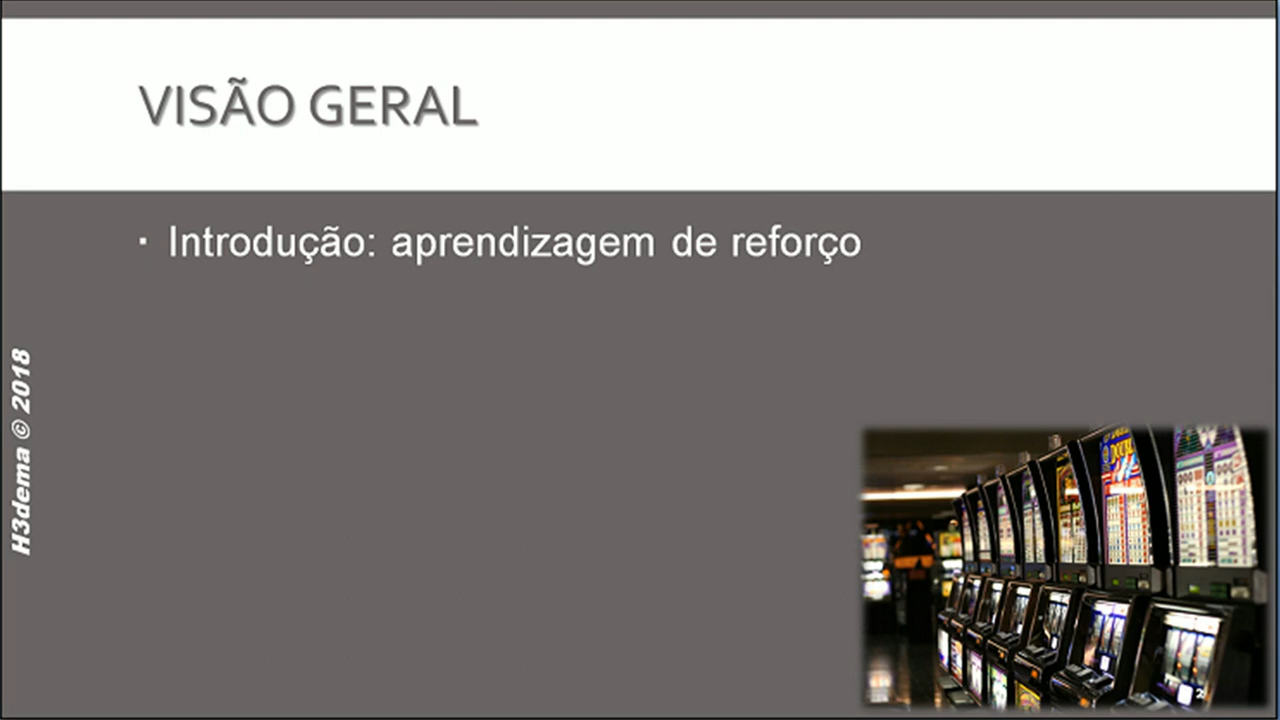 VISÃO GERAL
▪ Introdução: aprendizagem de reforço
H3dema © 2018